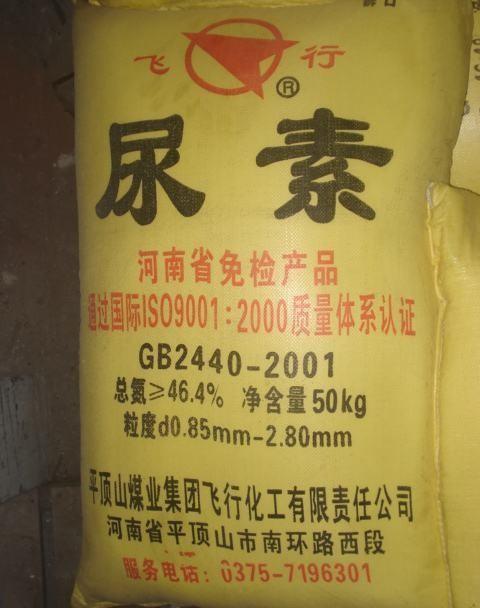 飞行
®
尿素
河南省免检产品
通过国际ISO9001:2000质量体系认证
GB2440-2001
总氮≥46.4% 净含量50kg
粒度d0.85mm-2.80mm
平顶山煤业集团飞行化工有限责任公司
河南省平顶山市南环路西段
服务电话:0375-7196301